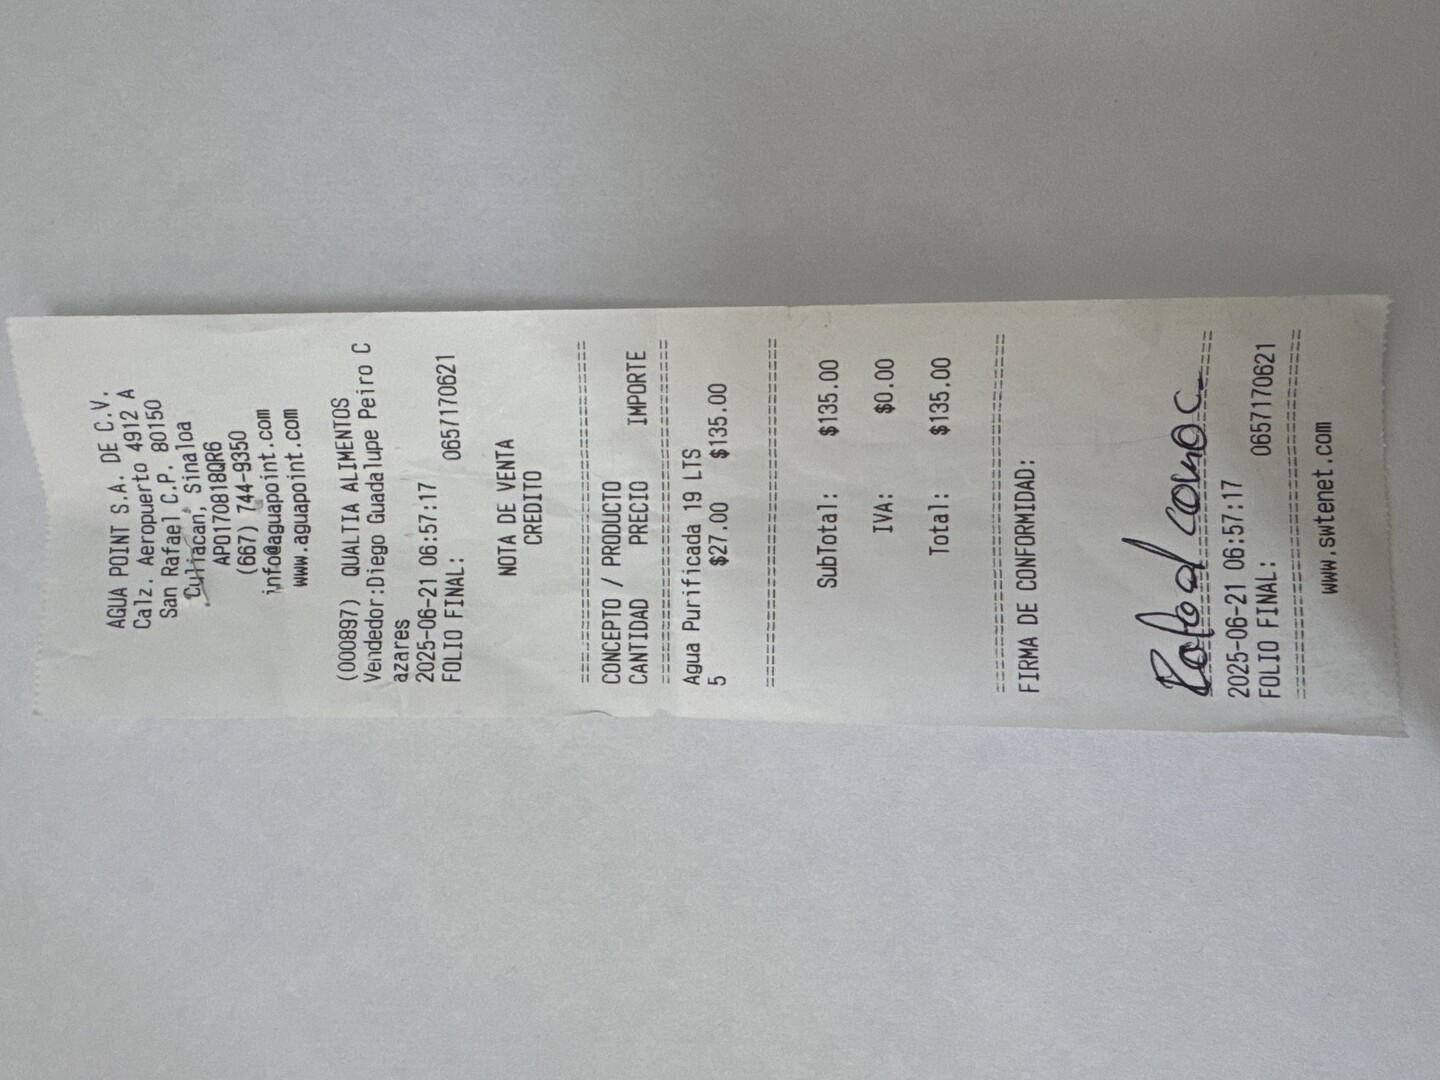 AGUA POINT S.A. DE C.V.
Calz. Aeropuerto 4912 A
San Rafael C.P. 80150
Culiacan, Sinaloa
APO170818QR6
(667) 744-9350
info@aguapoint.com
www.aguapoint.com
(000897) QUALTIA ALIMENTOS
Vendedor:Diego Guadalupe Peiro C
azares
2025-06-21 06:57:17
FOLIO FINAL: 0657170621
NOTA DE VENTA
CREDITO
================================
CONCEPTO / PRODUCTO
CANTIDAD PRECIO IMPORTE
================================
Agua Purificada 19 LTS
5 $27.00 $135.00
================================
SubTotal: $135.00
IVA: $0.00
Total: $135.00
================================
FIRMA DE CONFORMIDAD:
================================
2025-06-21 06:57:17
FOLIO FINAL: 0657170621
================================
www.swtenet.com